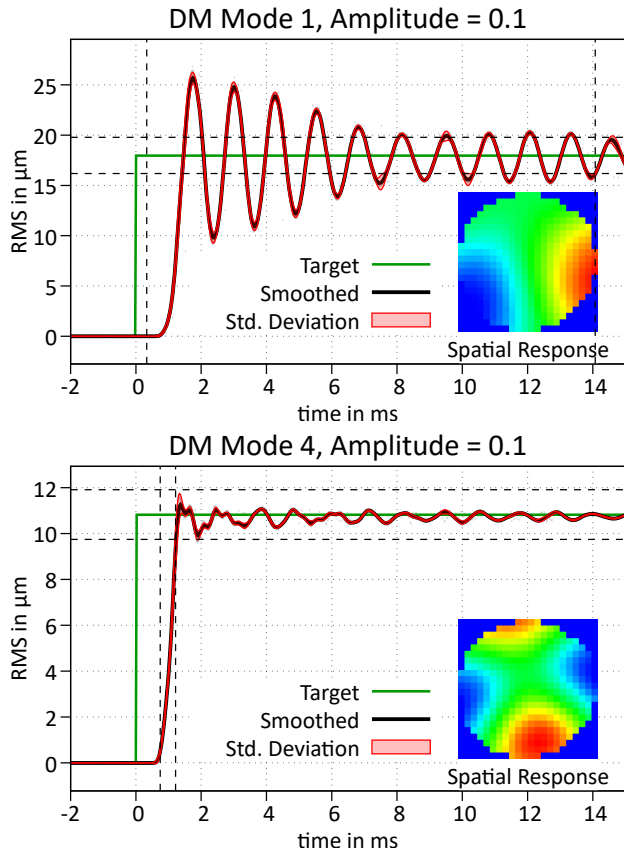 DM Mode 1, Amplitude = 0.1
RMS in µm
25
20
15
10
5
0
Target
Smoothed
Std. Deviation
Spatial Response
-2 0 2 4 6 8 10 12 14
time in ms
DM Mode 4, Amplitude = 0.1
RMS in µm
12
10
8
6
4
2
0
Target
Smoothed
Std. Deviation
Spatial Response
-2 0 2 4 6 8 10 12 14
time in ms